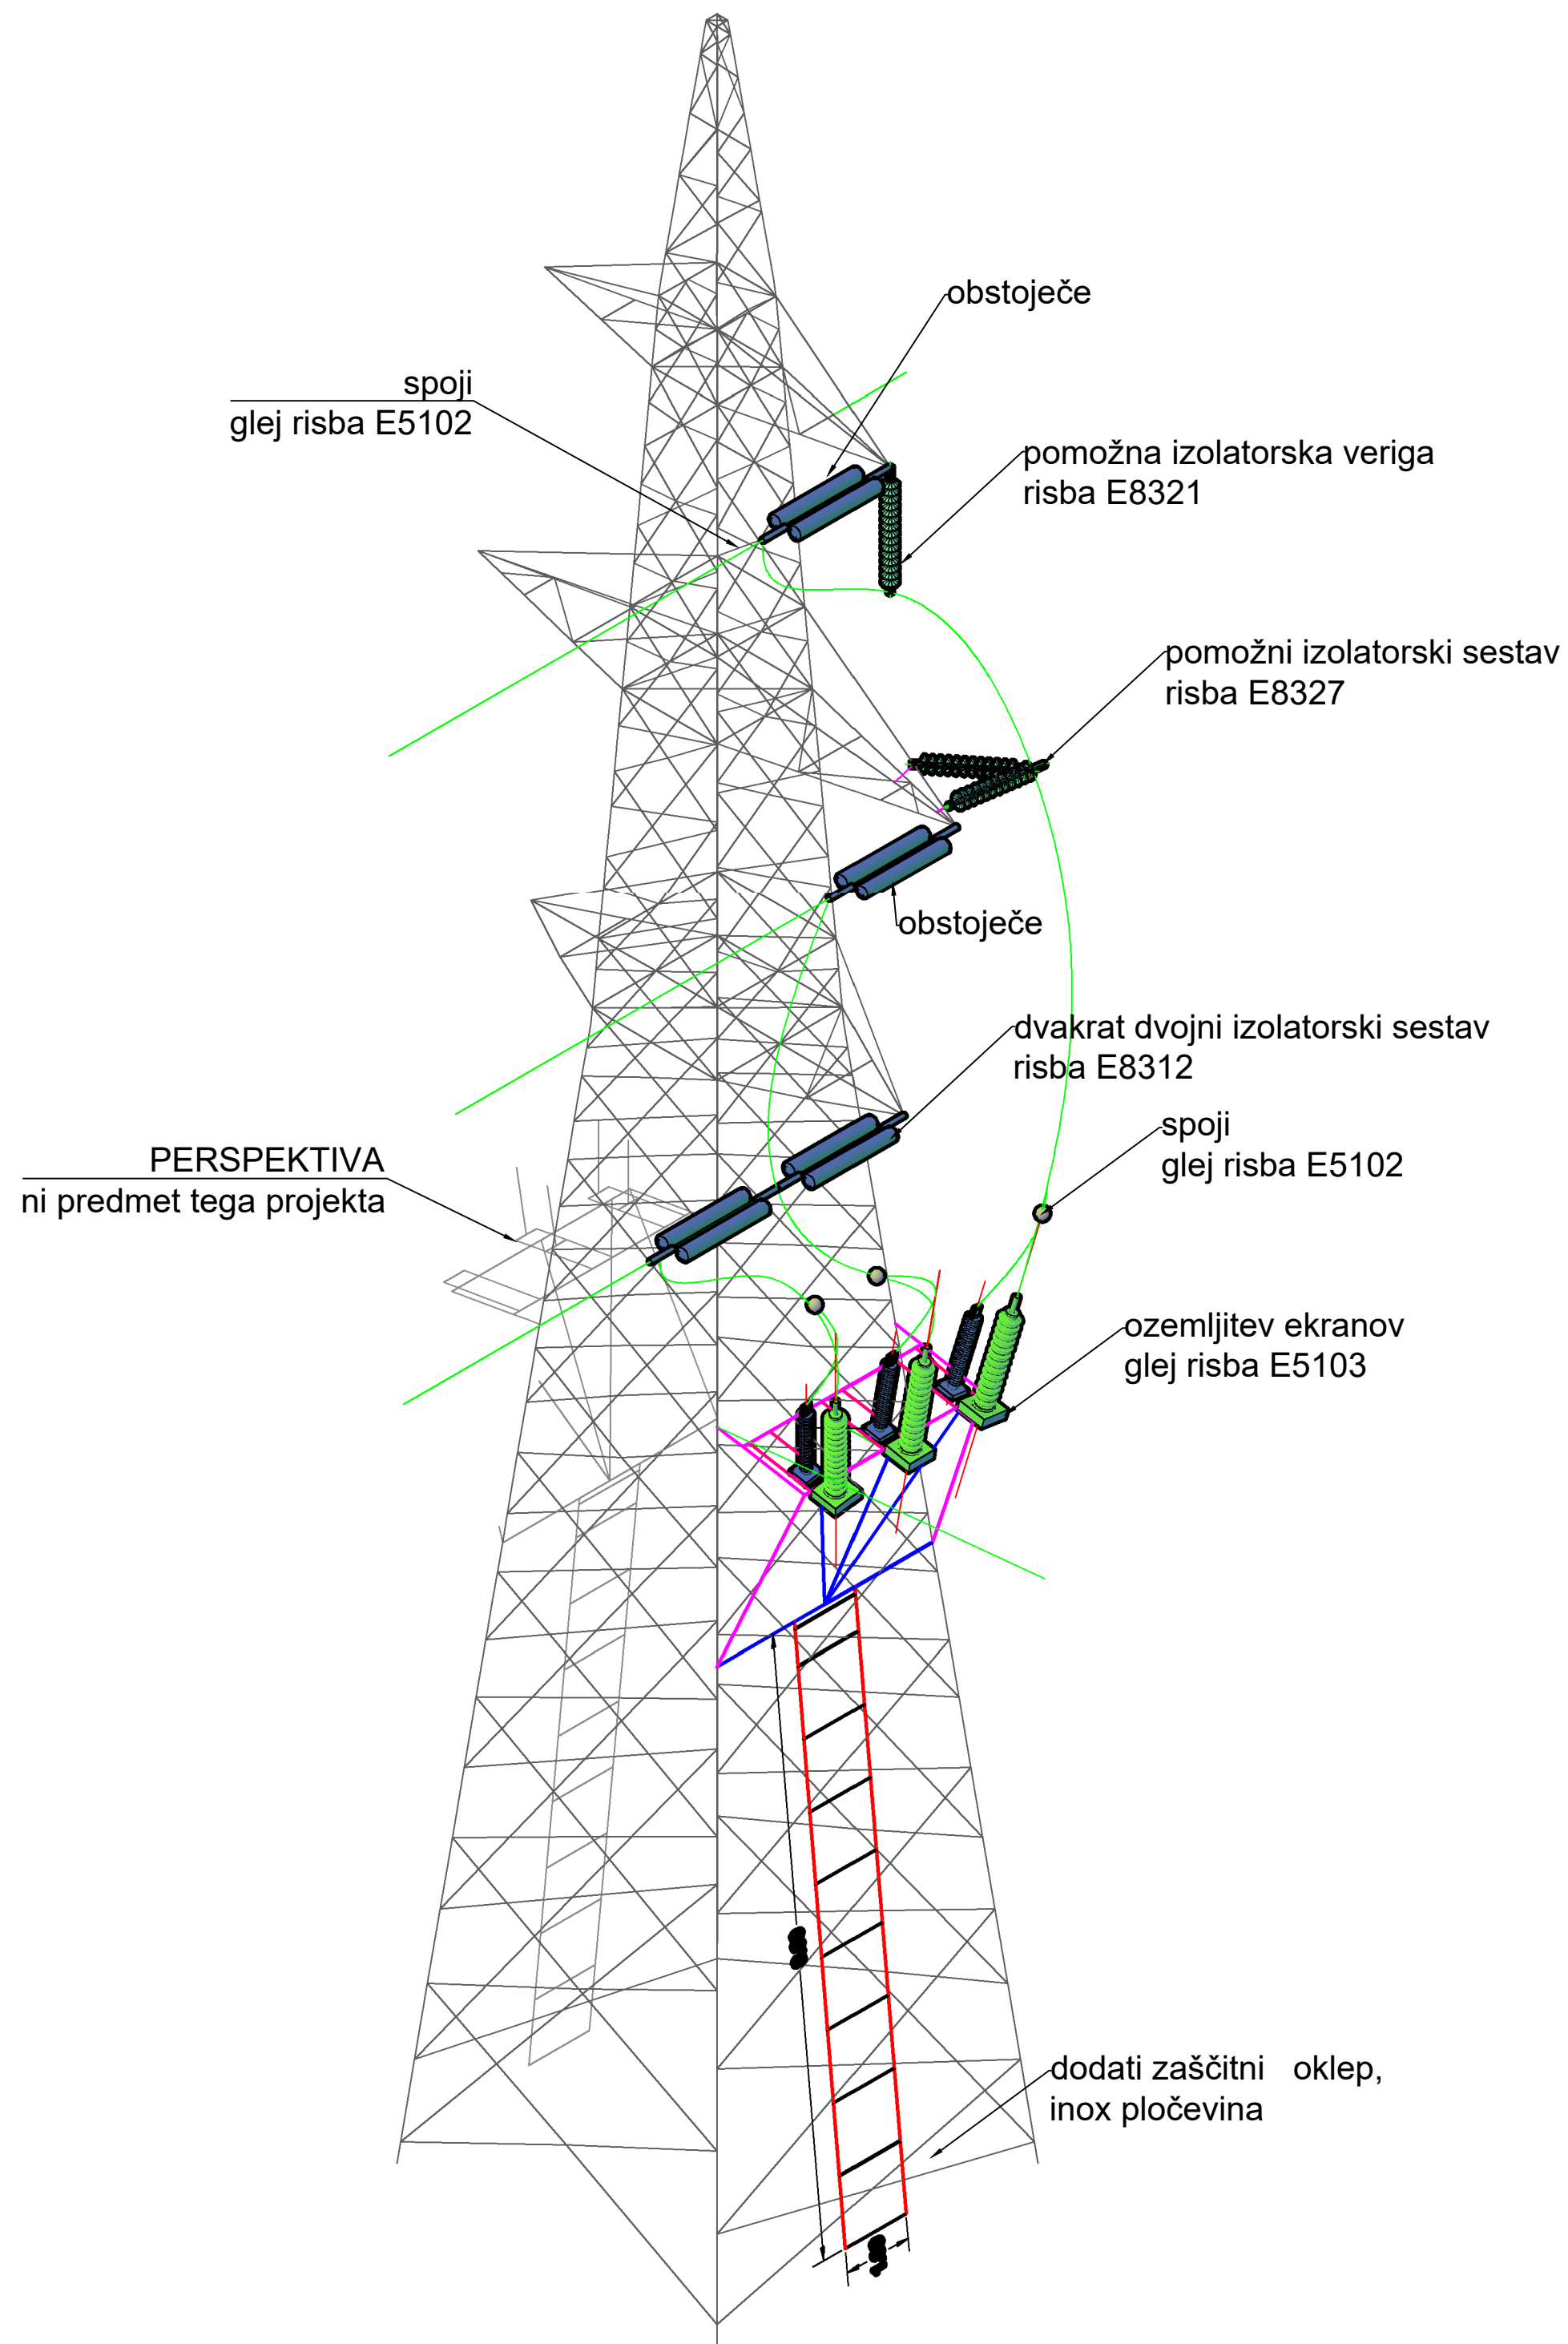 obstoječe
spoji
glej risba E5102
pomožna izolatorska veriga
risba E8321
pomožni izolatorski sestav
risba E8327
obstoječe
dvakrat dvojni izolatorski sestav
risba E8312
spoji
glej risba E5102
PERSPEKTIVA
ni predmet tega projekta
ozemljitev ekranov
glej risba E5103
dodati zaščitni oklep,
inox pločevina